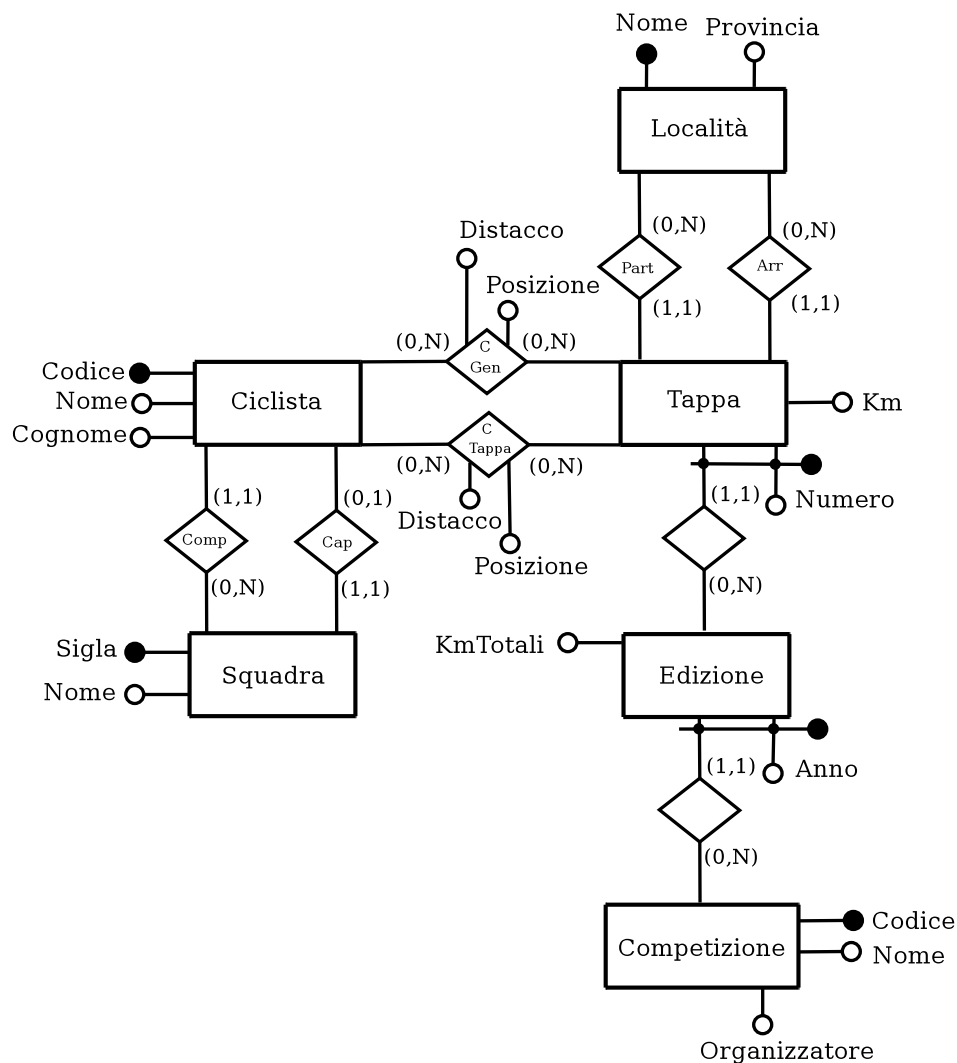 Nome
Provincia
Località
(0,N)
(0,N)
Distacco
Part
Arr
Posizione
(1,1)
(1,1)
(0,N)
C
Gen
(0,N)
Codice
Nome
Cognome
Ciclista
Tappa
Km
C
Tappa
(0,N)
(0,N)
(1,1)
(0,1)
Distacco
(1,1)
Numero
Comp
Cap
Posizione
(0,N)
(1,1)
(0,N)
Sigla
Nome
Squadra
KmTotali
Edizione
(1,1)
Anno
(0,N)
Competizione
Codice
Nome
Organizzatore